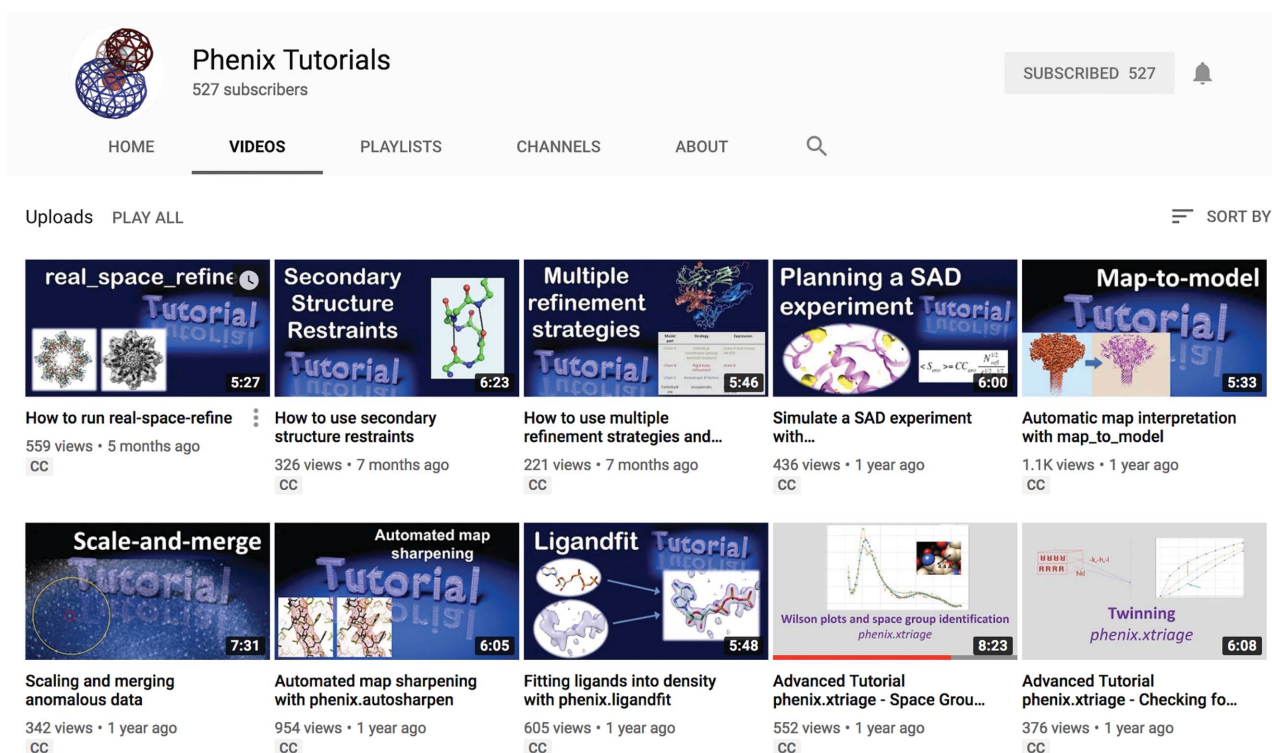 Phenix Tutorials
527 subscribers
SUBSCRIBED 527
HOME VIDEOS PLAYLISTS CHANNELS ABOUT
Uploads PLAY ALL
SORT BY
real_space_refine
Tutorial
5:27
How to run real-space-refine
559 views • 5 months ago
CC
Secondary
Structure
Restraints
Tutorial
6:23
How to use secondary
structure restraints
326 views • 7 months ago
CC
Multiple
refinement
strategies
Model part Strategy Expression
5:46
How to use multiple
refinement strategies and...
221 views • 7 months ago
CC
Planning a SAD
experiment
Tutorial
6:00
Simulate a SAD experiment
with...
436 views • 1 year ago
CC
Map-to-model
Tutorial
5:33
Automatic map interpretation
with map_to_model
1.1K views • 1 year ago
CC
Scale-and-merge
Tutorial
7:31
Scaling and merging
anomalous data
342 views • 1 year ago
CC
Automated map
sharpening
Tutorial
6:05
Automated map sharpening
with phenix.autosharpen
954 views • 1 year ago
CC
Ligandfit
Tutorial
5:48
Fitting ligands into density
with phenix.ligandfit
605 views • 1 year ago
CC
Wilson plots and space group identification
phenix.xtriage
8:23
Advanced Tutorial
phenix.xtriage - Space Grou...
552 views • 1 year ago
CC
-k,-h,-l
hkl
Twinning
phenix.xtriage
6:08
Advanced Tutorial
phenix.xtriage - Checking fo...
376 views • 1 year ago
CC